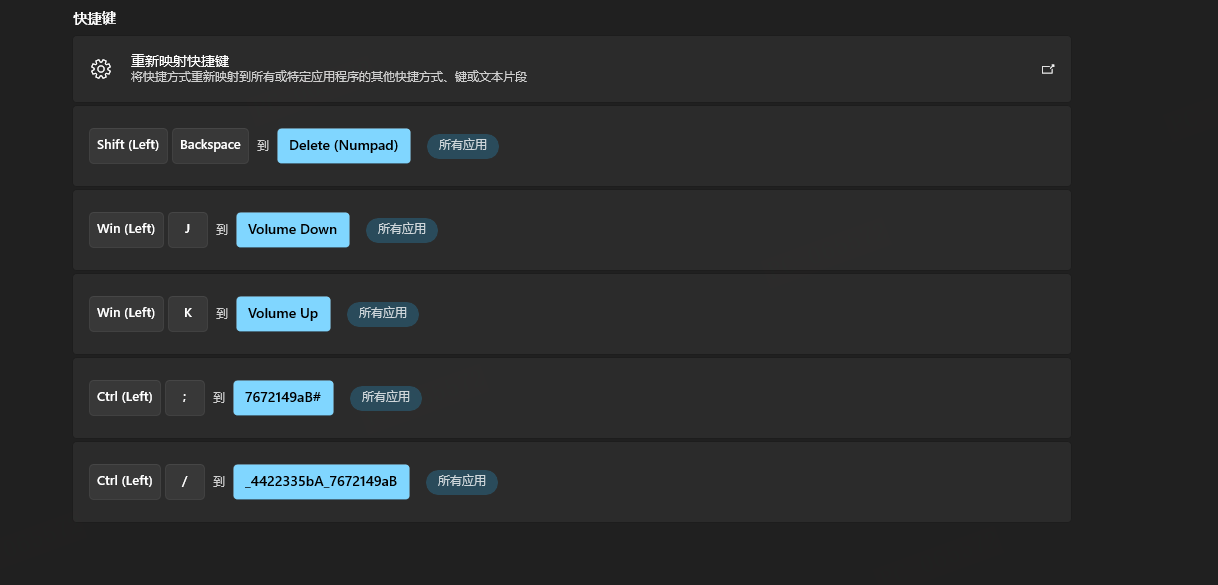 快捷键
重新映射快捷键
将快捷方式重新映射到所有或特定应用程序的其他快捷方式、键或文本片段
Shift (Left) Backspace 到 Delete (Numpad) 所有应用
Win (Left) J 到 Volume Down 所有应用
Win (Left) K 到 Volume Up 所有应用
Ctrl (Left) ; 到 7672149aB# 所有应用
Ctrl (Left) / 到 _4422335bA_7672149aB 所有应用